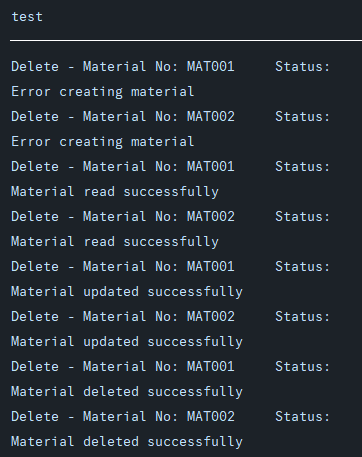 test
Delete - Material No: MAT001     Status:
Error creating material
Delete - Material No: MAT002     Status:
Error creating material
Delete - Material No: MAT001     Status:
Material read successfully
Delete - Material No: MAT002     Status:
Material read successfully
Delete - Material No: MAT001     Status:
Material updated successfully
Delete - Material No: MAT002     Status:
Material updated successfully
Delete - Material No: MAT001     Status:
Material deleted successfully
Delete - Material No: MAT002     Status:
Material deleted successfully